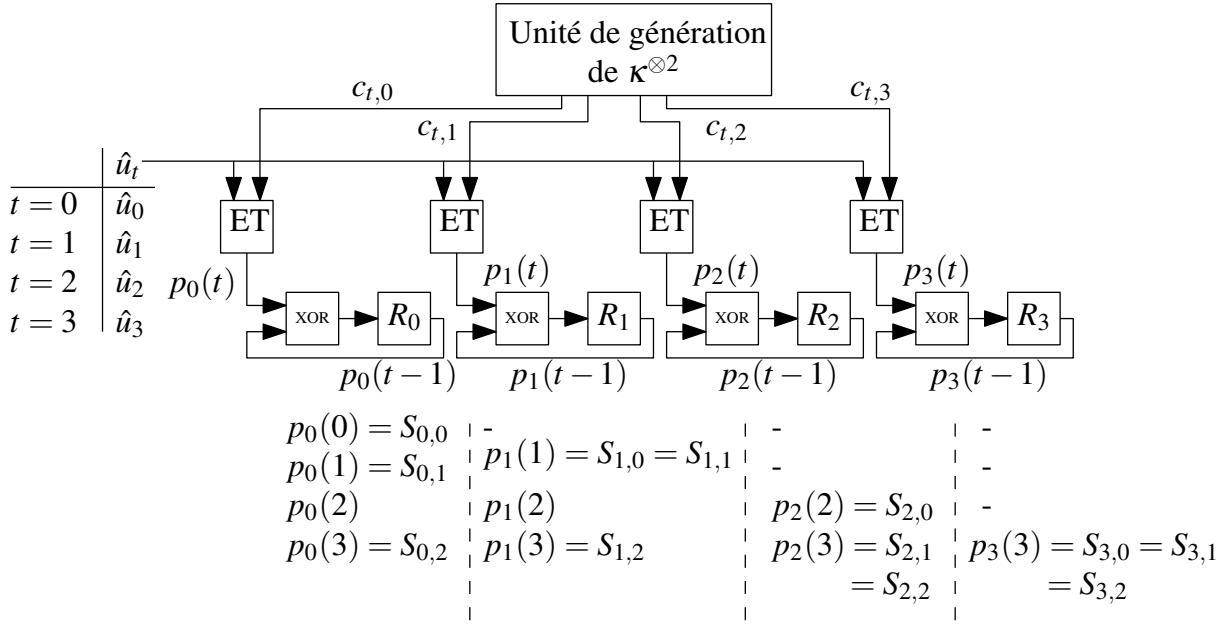 Unité de génération
de κ^{⊗2}
c_{t,0}
c_{t,1}
c_{t,2}
c_{t,3}
û_t
t = 0 û_0
t = 1 û_1
t = 2 û_2
t = 3 û_3
ET ET ET ET
p_0(t) p_1(t) p_2(t) p_3(t)
XOR R_0 XOR R_1 XOR R_2 XOR R_3
p_0(t−1) p_1(t−1) p_2(t−1) p_3(t−1)
p_0(0) = S_{0,0} - - -
p_0(1) = S_{0,1} p_1(1) = S_{1,0} = S_{1,1} - -
p_0(2) p_1(2) p_2(2) = S_{2,0} -
p_0(3) = S_{0,2} p_1(3) = S_{1,2} p_2(3) = S_{2,1} p_3(3) = S_{3,0} = S_{3,1}
= S_{2,2} = S_{3,2}